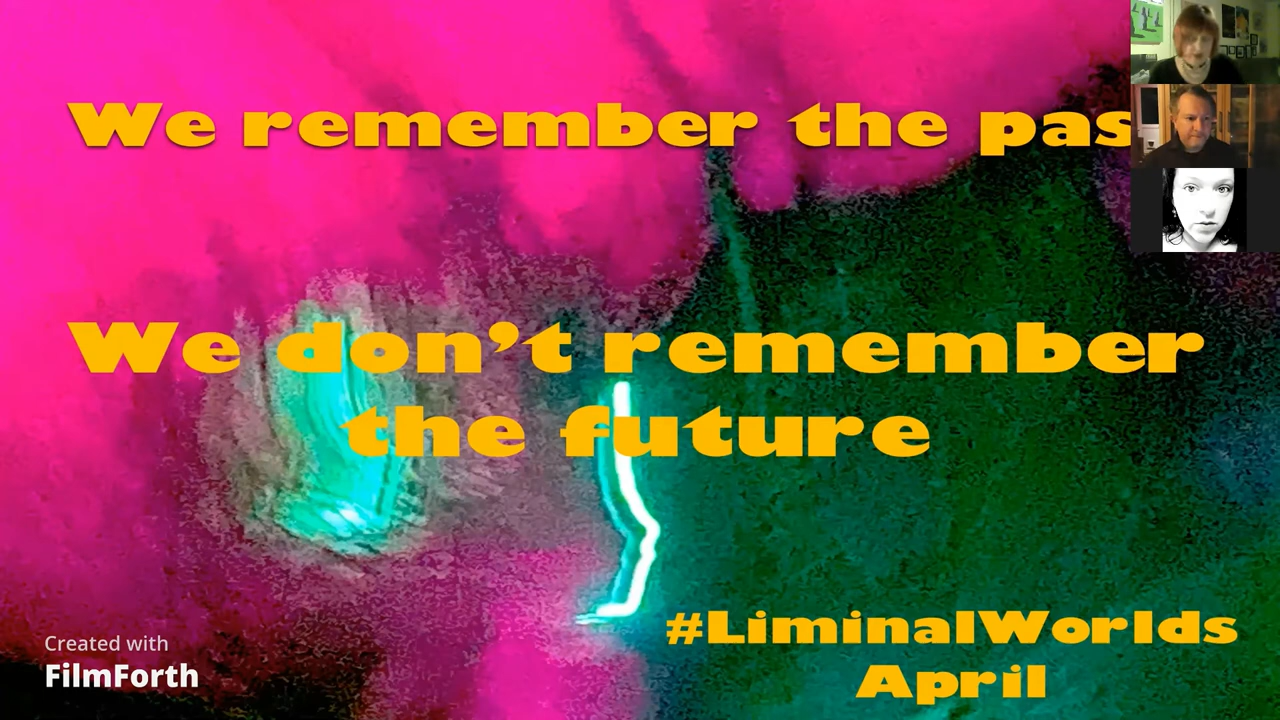 We remember the pas
We don't remember
the future
#LiminalWorlds
April
Created with
FilmForth